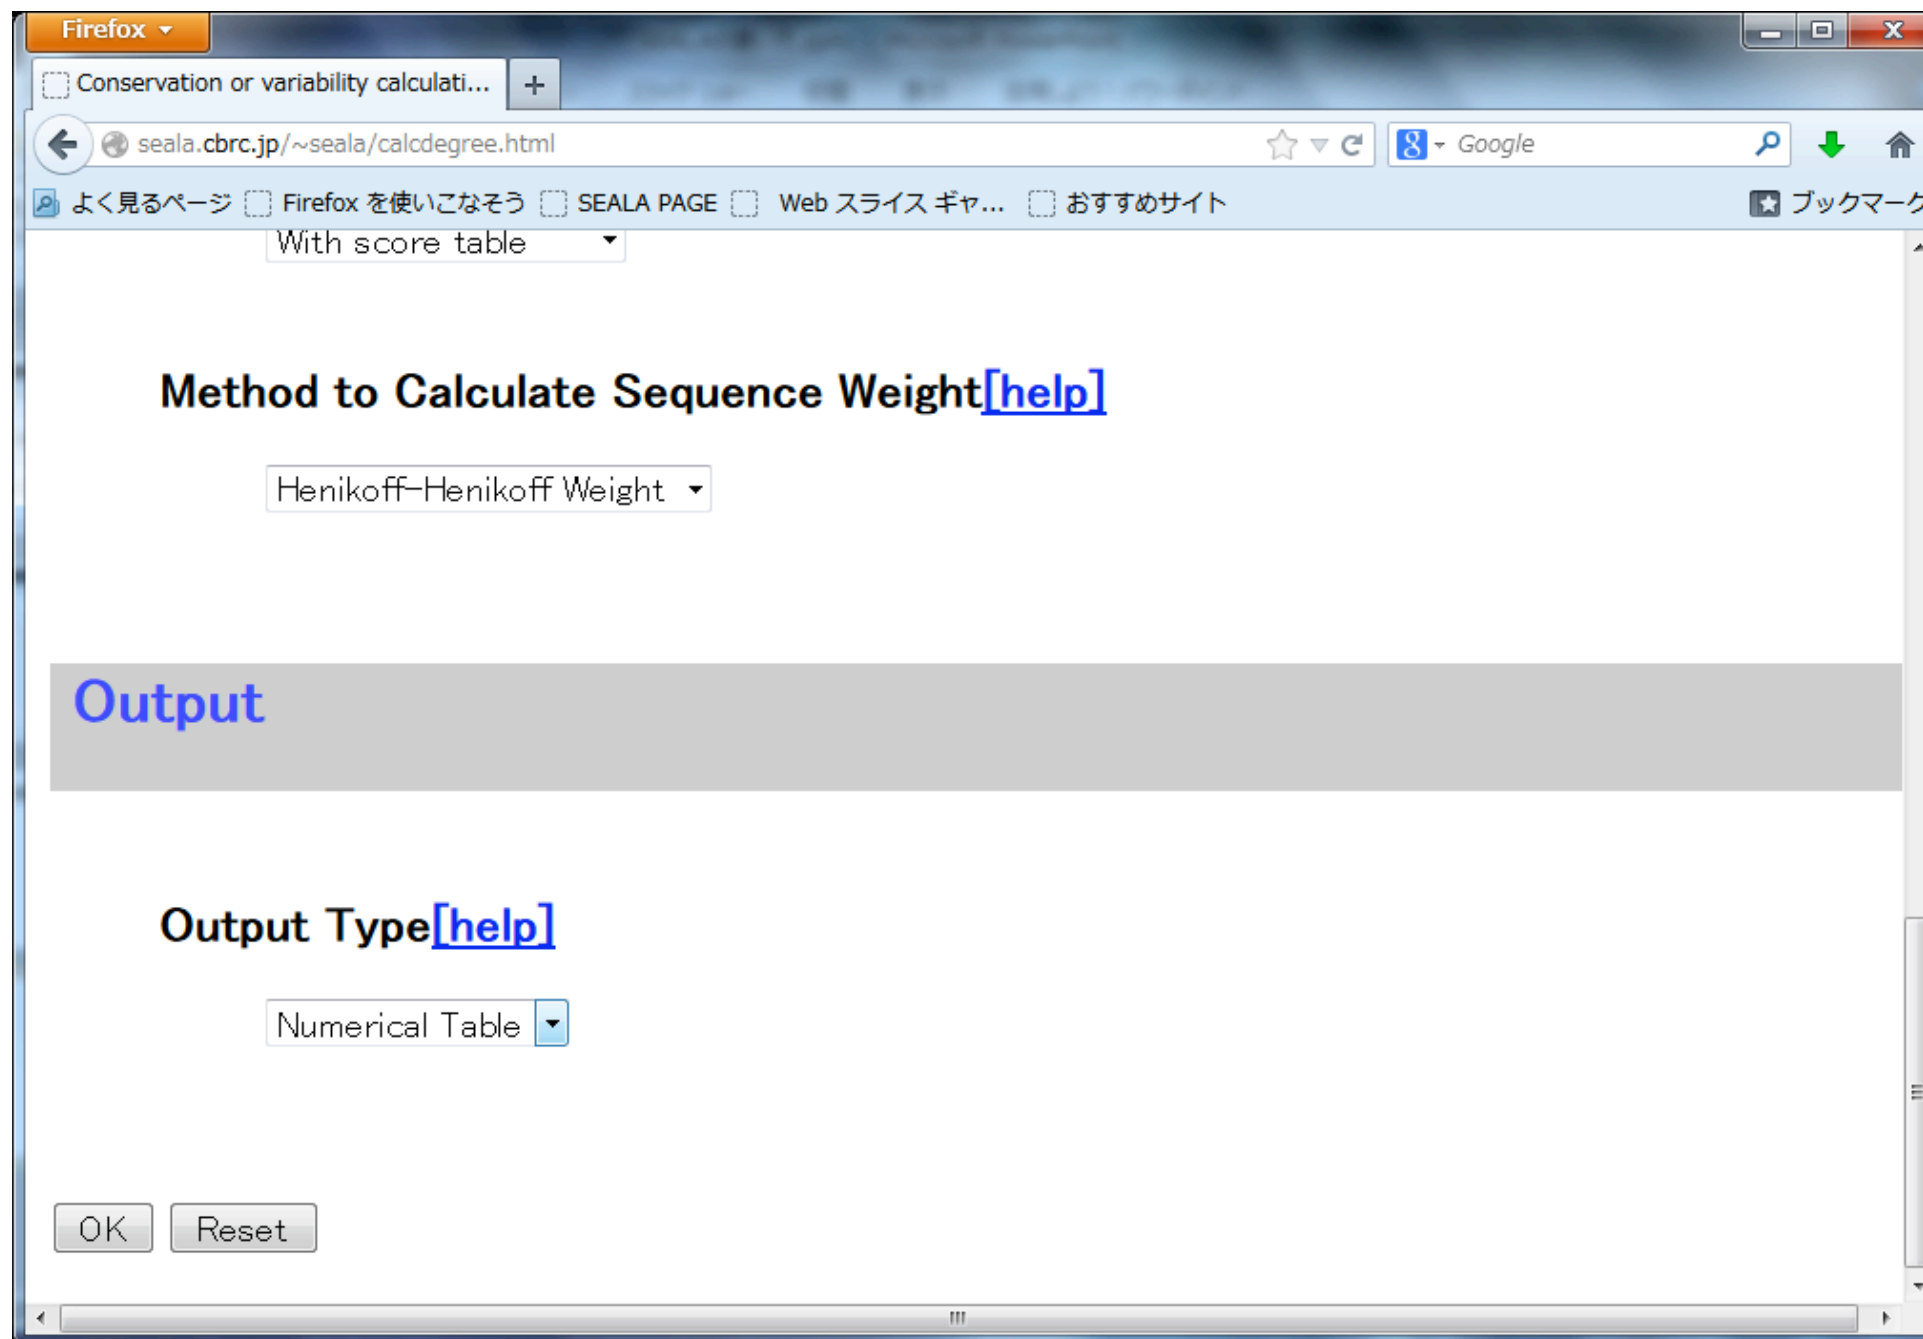 Firefox
Conservation or variability calculati...
seala.cbrc.jp/~seala/calcdegree.html
Google
よく見るページ Firefox を使いこなそう SEALA PAGE Web スライス ギャ... おすすめサイト ブックマーク
With score table
Method to Calculate Sequence Weight[help]
Henikoff-Henikoff Weight
Output
Output Type[help]
Numerical Table
OK Reset